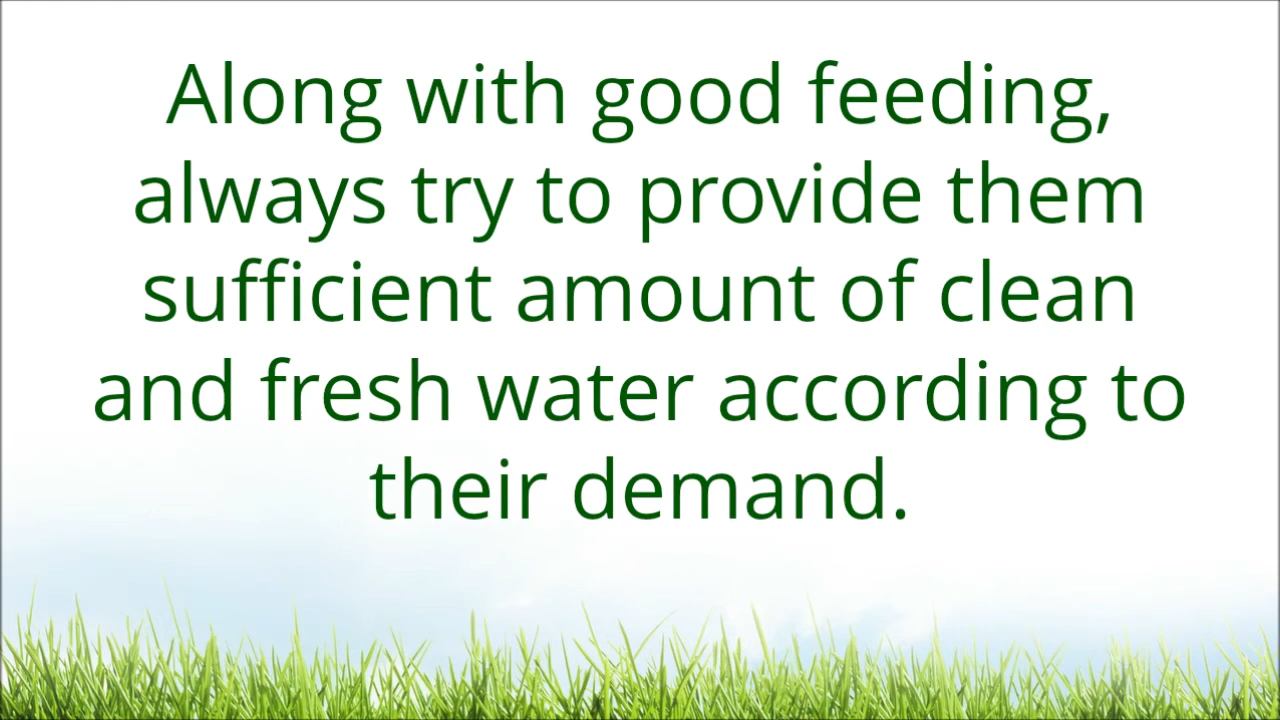 Along with good feeding,
always try to provide them
sufficient amount of clean
and fresh water according to
their demand.